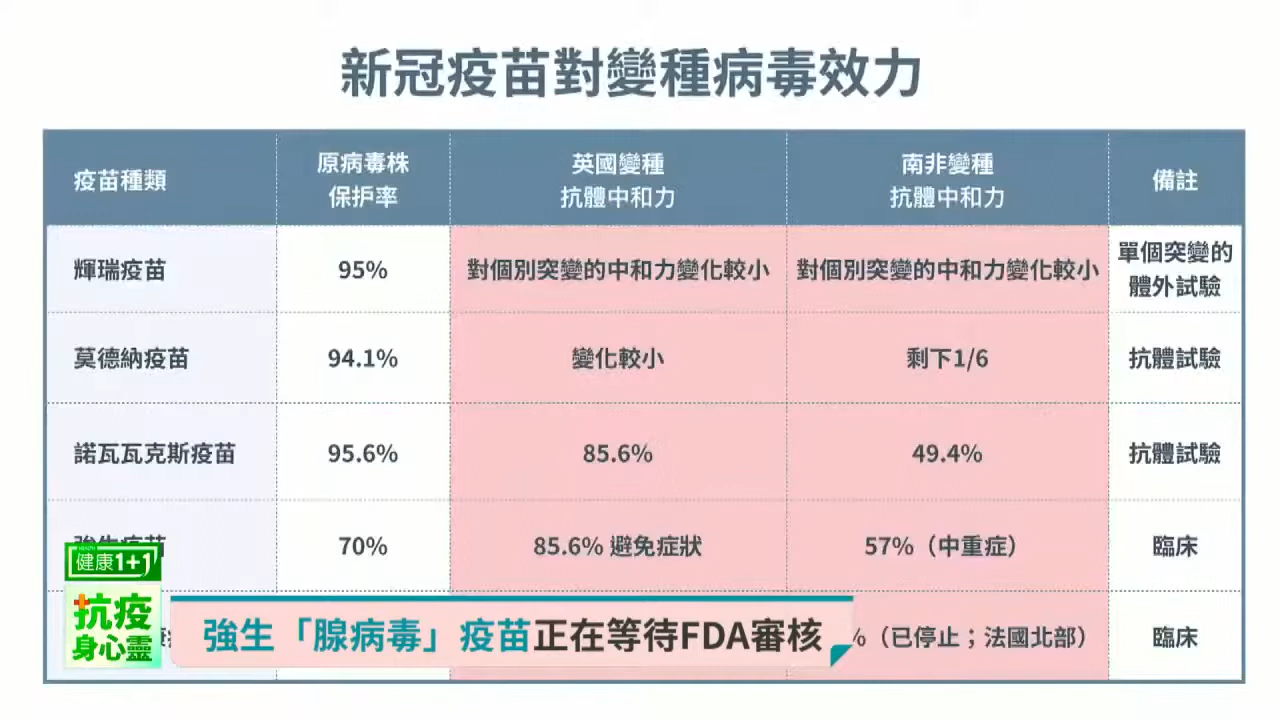 新冠疫苗對變種病毒效力
疫苗種類
原病毒株
保护率
英國變種
抗體中和力
南非變種
抗體中和力
備註
輝瑞疫苗
95%
對個別突變的中和力變化較小
對個別突變的中和力變化較小
單個突變的
體外試驗
莫德納疫苗
94.1%
變化較小
剩下1/6
抗體試驗
諾瓦瓦克斯疫苗
95.6%
85.6%
49.4%
抗體試驗
70%
85.6% 避免症狀
57%（中重症）
臨床
%（已停止；法國北部）
臨床
HEALTH
健康1+1
抗疫
身心靈
強生「腺病毒」疫苗正在等待FDA審核